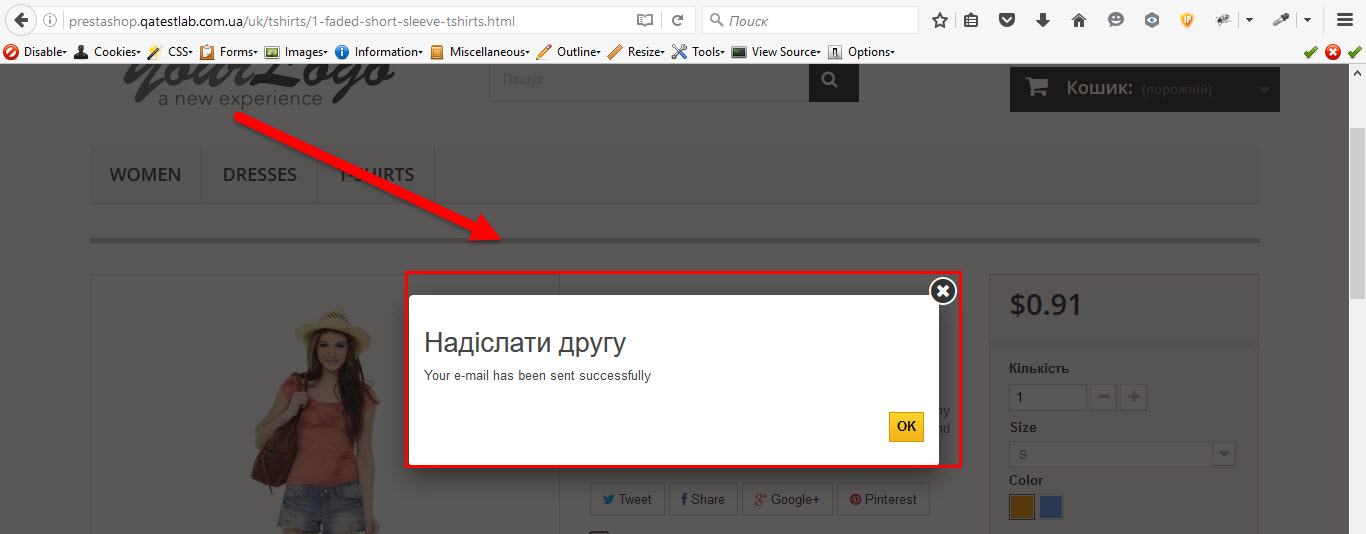 prestashop.qatestlab.com.ua/uk/tshirts/1-faded-short-sleeve-tshirts.html
Поиск
Disable Cookies CSS Forms Images Information Miscellaneous Outline Resize Tools View Source Options
YourLogo
a new experience
Пошук
Кошик: (порожній)
WOMEN DRESSES T-SHIRTS
$0.91
Надіслати другу
Your e-mail has been sent successfully
Кількість
1
OK
Size
S
Color
Tweet Share Google+ Pinterest